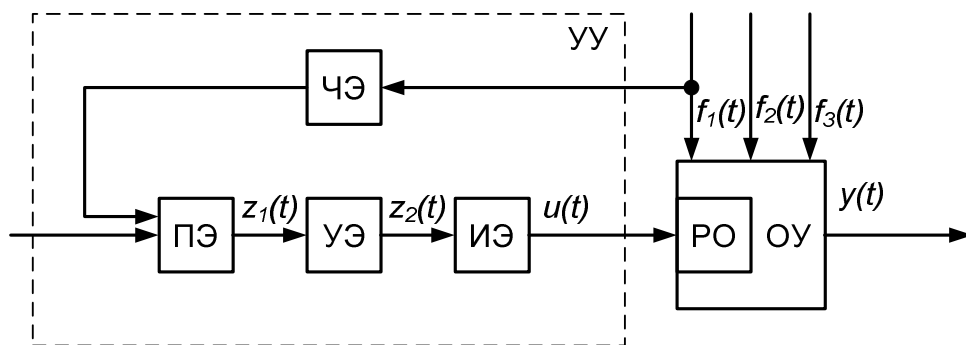 УУ
ЧЭ
f1(t)
f2(t)
f3(t)
ПЭ
z1(t)
УЭ
z2(t)
ИЭ
u(t)
РО
ОУ
y(t)